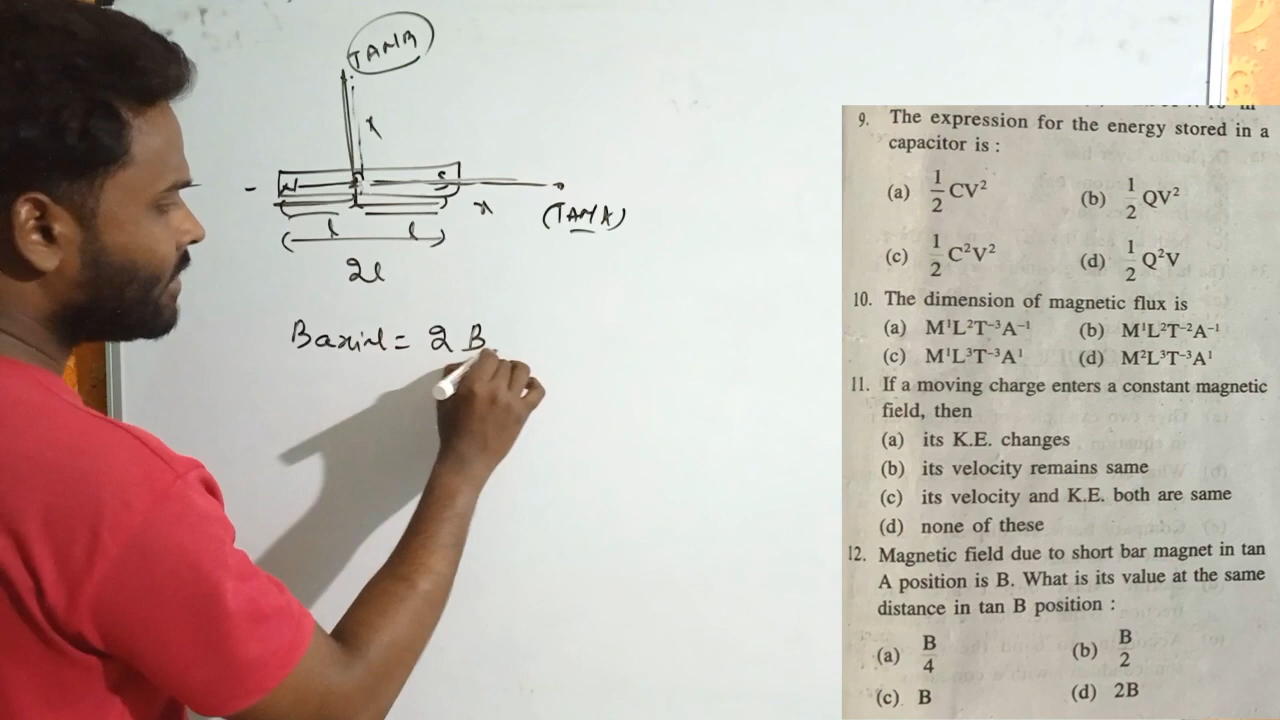 TANB
x
N S
x
(TAN A)
l l
2l
Baxial = 2 B
9. The expression for the energy stored in a
capacitor is :
(a) 1/2 CV² (b) 1/2 QV²
(c) 1/2 C²V² (d) 1/2 Q²V
10. The dimension of magnetic flux is
(a) M¹L²T⁻³A⁻¹ (b) M¹L²T⁻²A⁻¹
(c) M¹L³T⁻³A¹ (d) M²L³T⁻³A¹
11. If a moving charge enters a constant magnetic
field, then
(a) its K.E. changes
(b) its velocity remains same
(c) its velocity and K.E. both are same
(d) none of these
12. Magnetic field due to short bar magnet in tan
A position is B. What is its value at the same
distance in tan B position :
(a) B/4 (b) B/2
(c) B (d) 2B